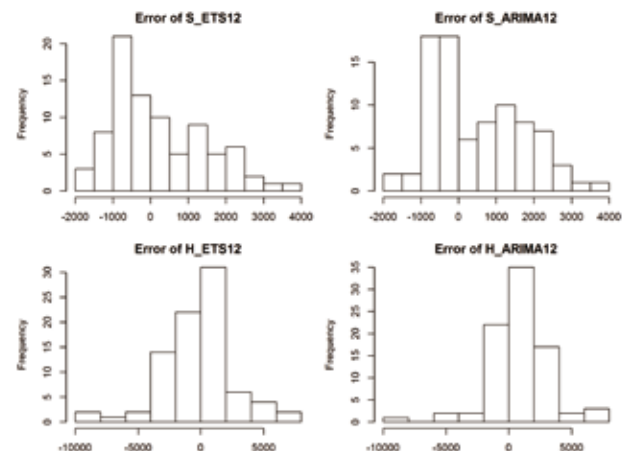 Error of S_ETS12
Frequency
0 5 10 15 20
-2000 -1000 0 1000 2000 3000 4000
Error of S_ARIMA12
Frequency
0 5 10 15
-2000 -1000 0 1000 2000 3000 4000
Error of H_ETS12
Frequency
0 5 10 15 20 25 30
-10000 -5000 0 5000
Error of H_ARIMA12
Frequency
0 5 10 15 20 25 30 35
-10000 -5000 0 5000